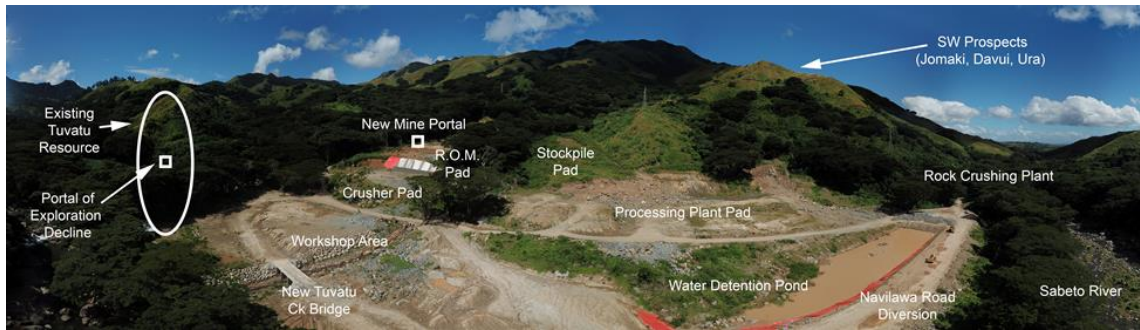 SW Prospects
(Jomaki, Davui, Ura)
Existing
Tuvatu
Resource
New Mine Portal
R.O.M.
Pad
Stockpile
Pad
Rock Crushing Plant
Crusher Pad
Portal of
Exploration
Decline
Processing Plant Pad
Workshop Area
New Tuvatu
Ck Bridge
Water Detention Pond
Navilawa Road
Diversion
Sabeto River